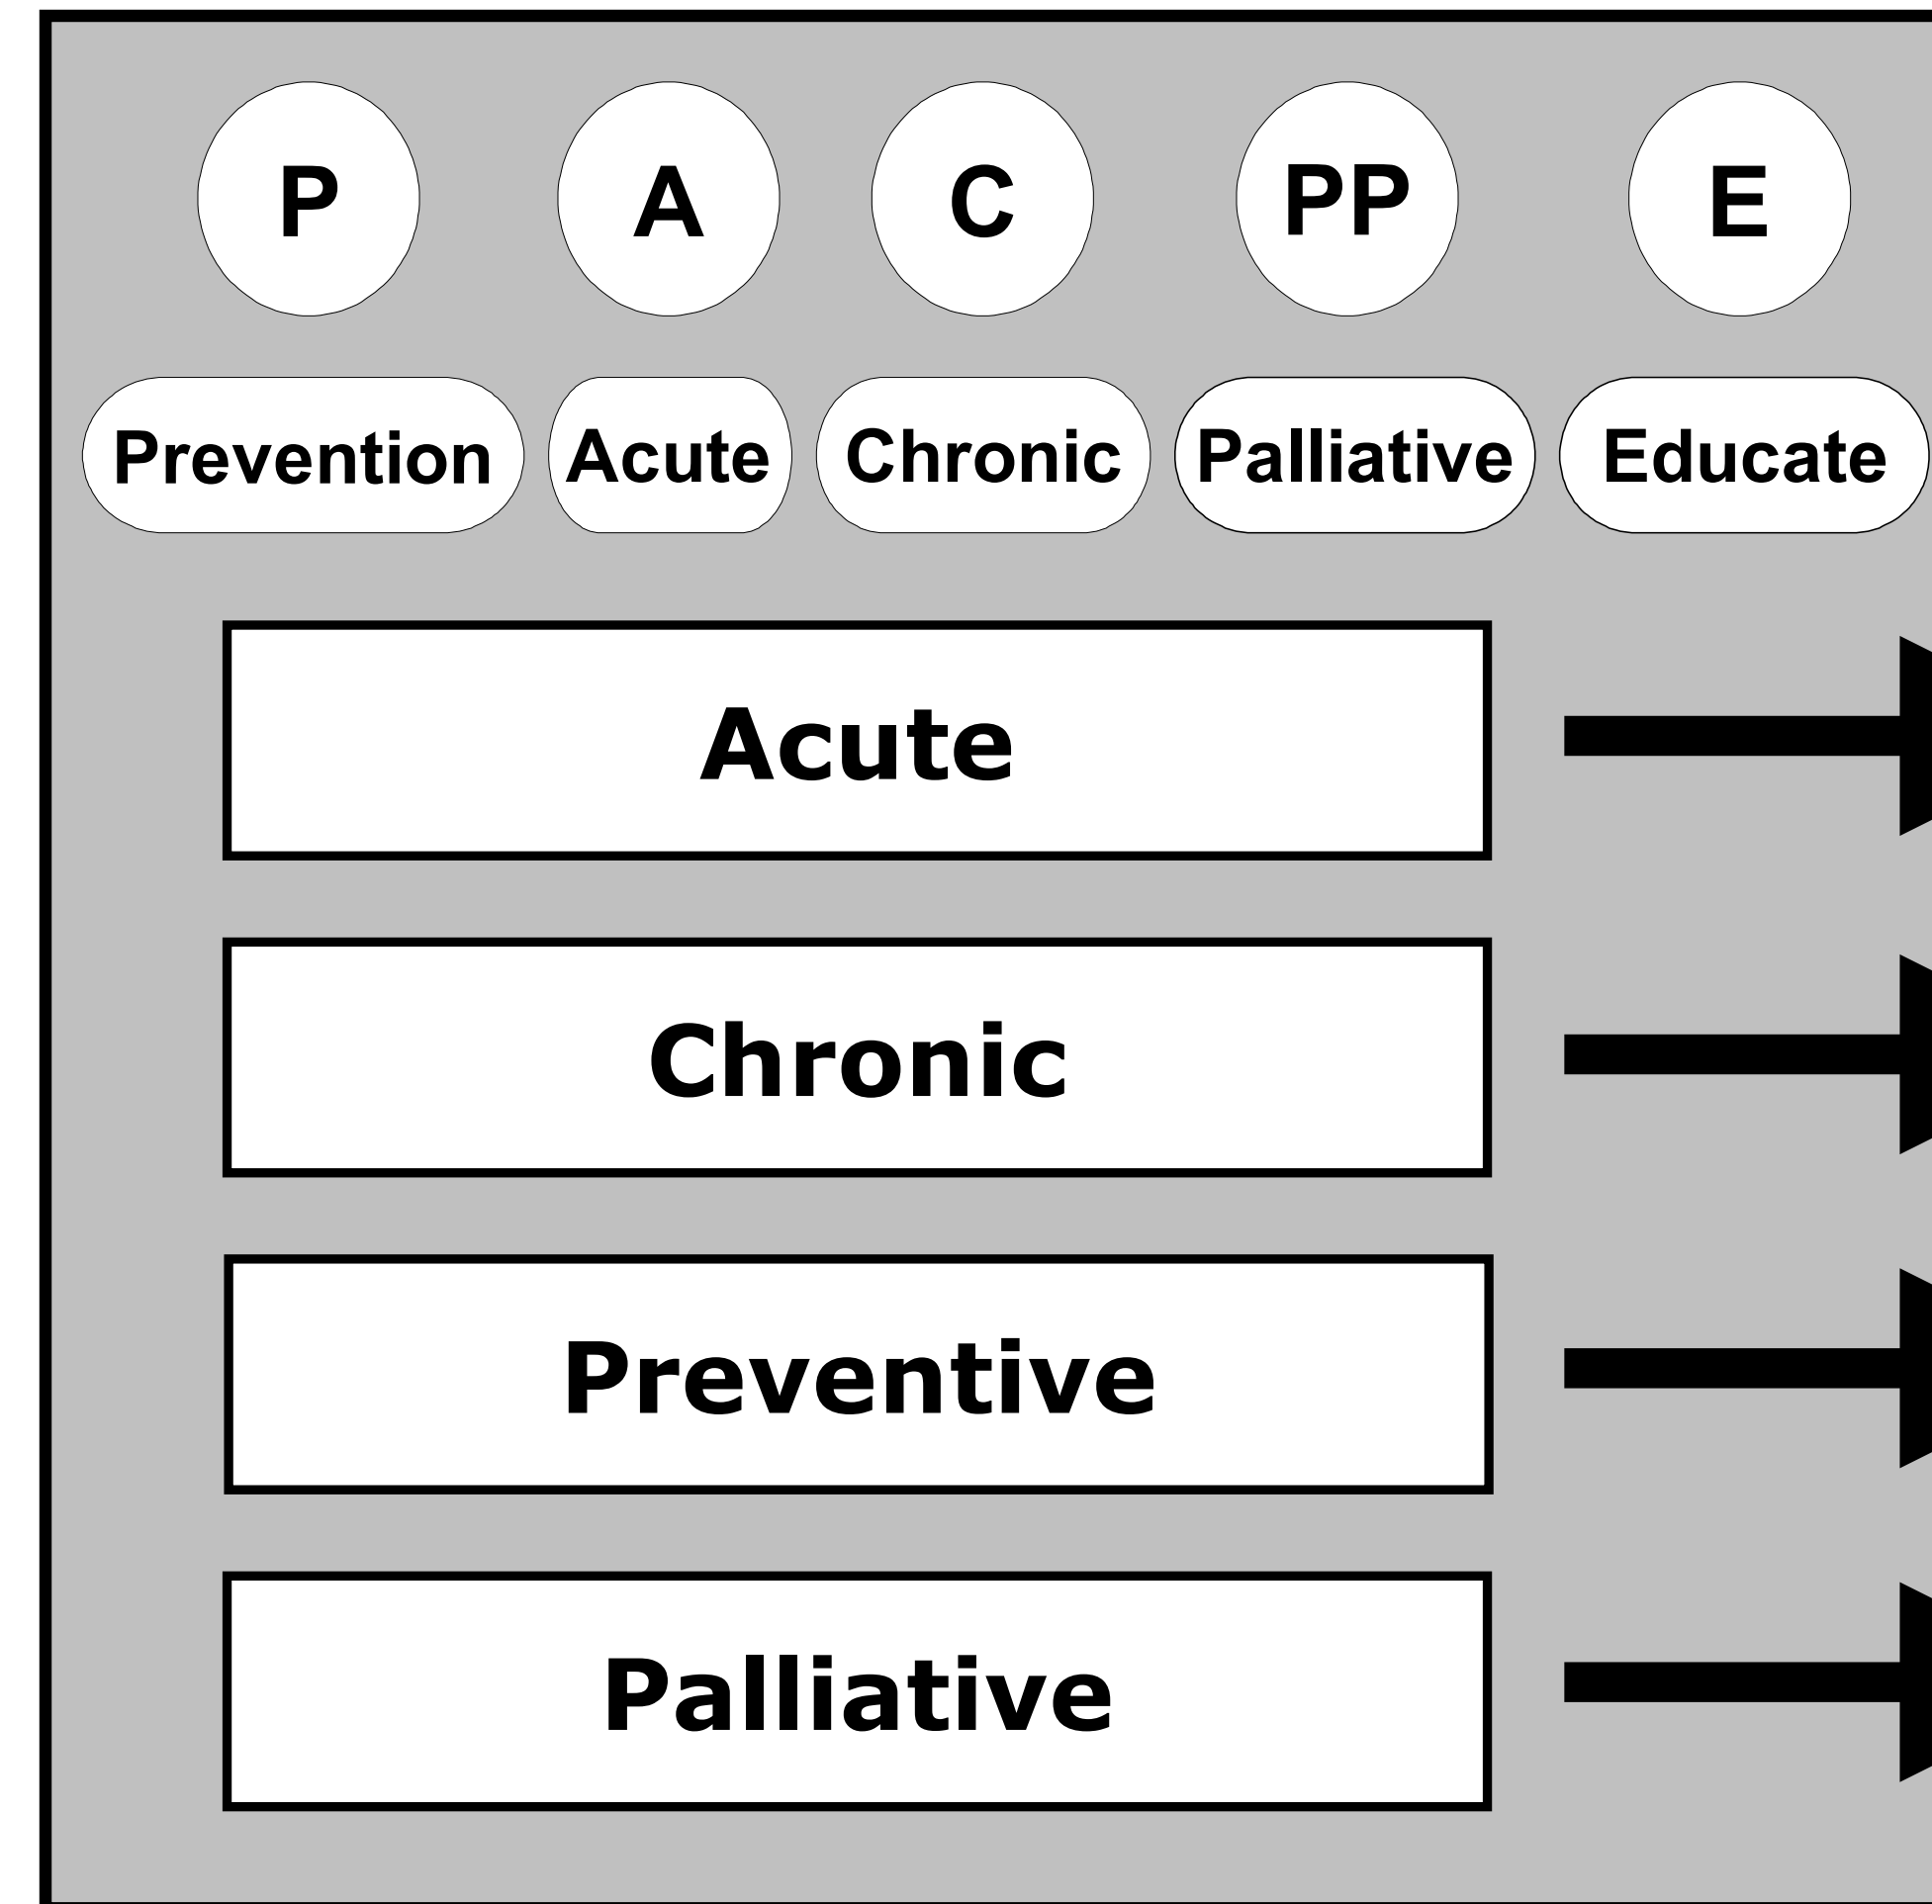 P A C PP E
Prevention Acute Chronic Palliative Educate
Acute
Chronic
Preventive
Palliative